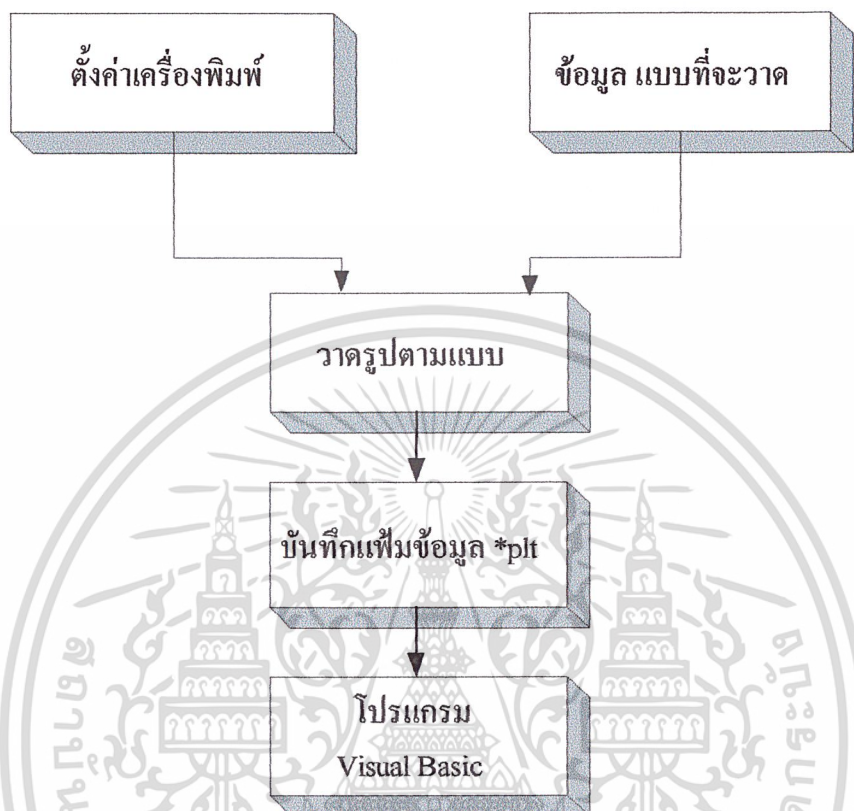 ตั้งค่าเครื่องพิมพ์
ข้อมูล แบบที่จะวาด
วาดรูปตามแบบ
บันทึกแฟ้มข้อมูล *plt
โปรแกรม
Visual Basic